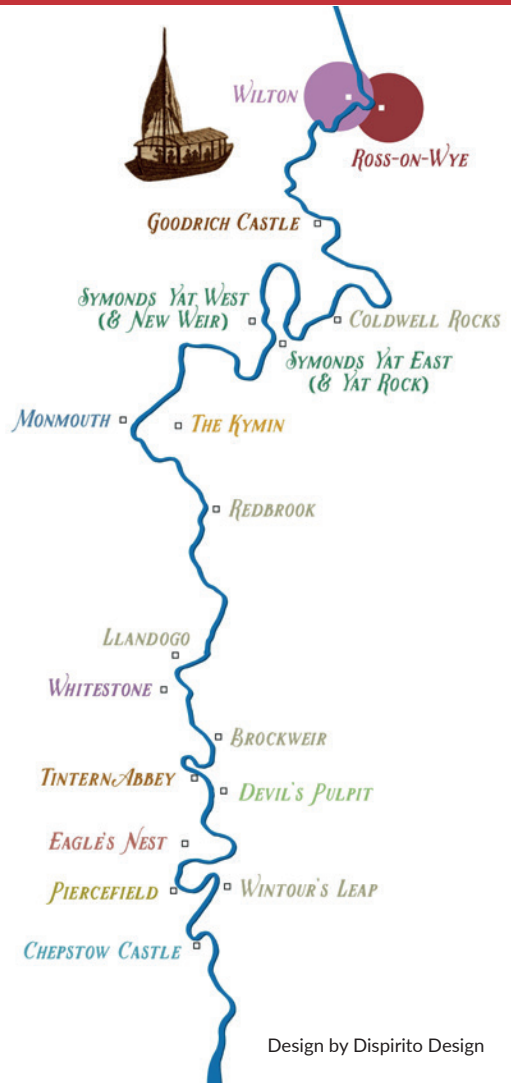 Wilton
Ross-on-Wye
Goodrich Castle
Symonds Yat West
(& New Weir)
Coldwell Rocks
Symonds Yat East
(& Yat Rock)
Monmouth
The Kymin
Redbrook
Llandogo
Whitestone
Brockweir
Tintern Abbey
Devil's Pulpit
Eagle's Nest
Piercefield
Wintour's Leap
Chepstow Castle
Design by Dispirito Design